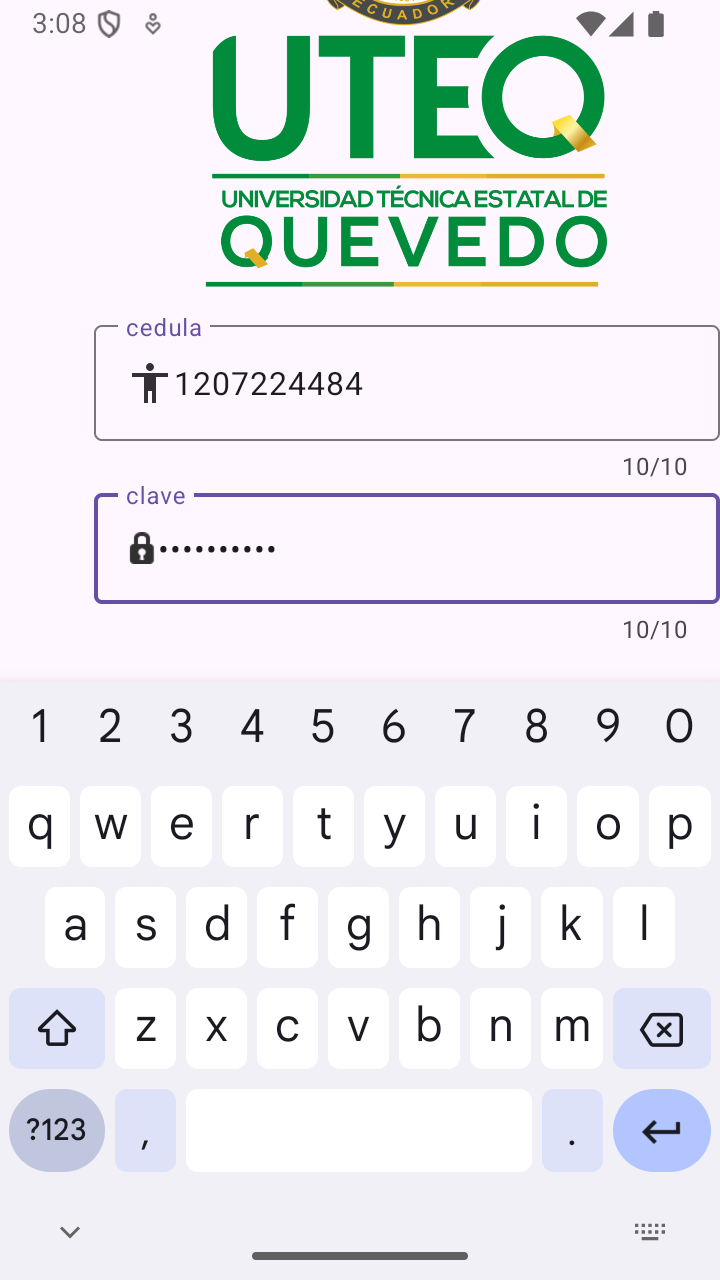 3:08
ECUADOR
UTEQ
UNIVERSIDAD TÉCNICA ESTATAL DE
QUEVEDO
cedula
1207224484
10/10
clave
••••••••••
10/10
1 2 3 4 5 6 7 8 9 0
q w e r t y u i o p
a s d f g h j k l
z x c v b n m
?123 , .